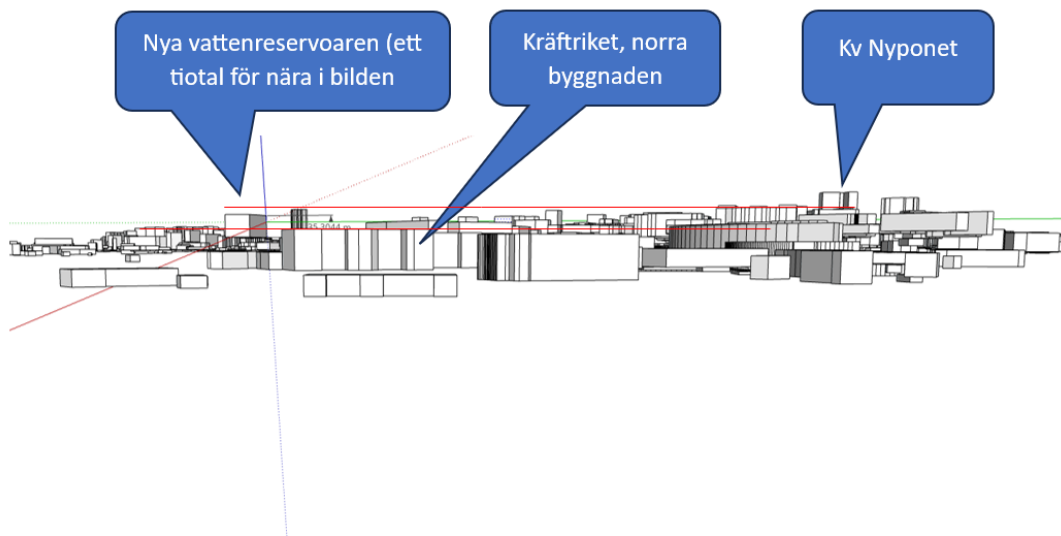 Nya vattenreservoaren (ett
tiotal för nära i bilden
Kräftriket, norra
byggnaden
Kv Nyponet